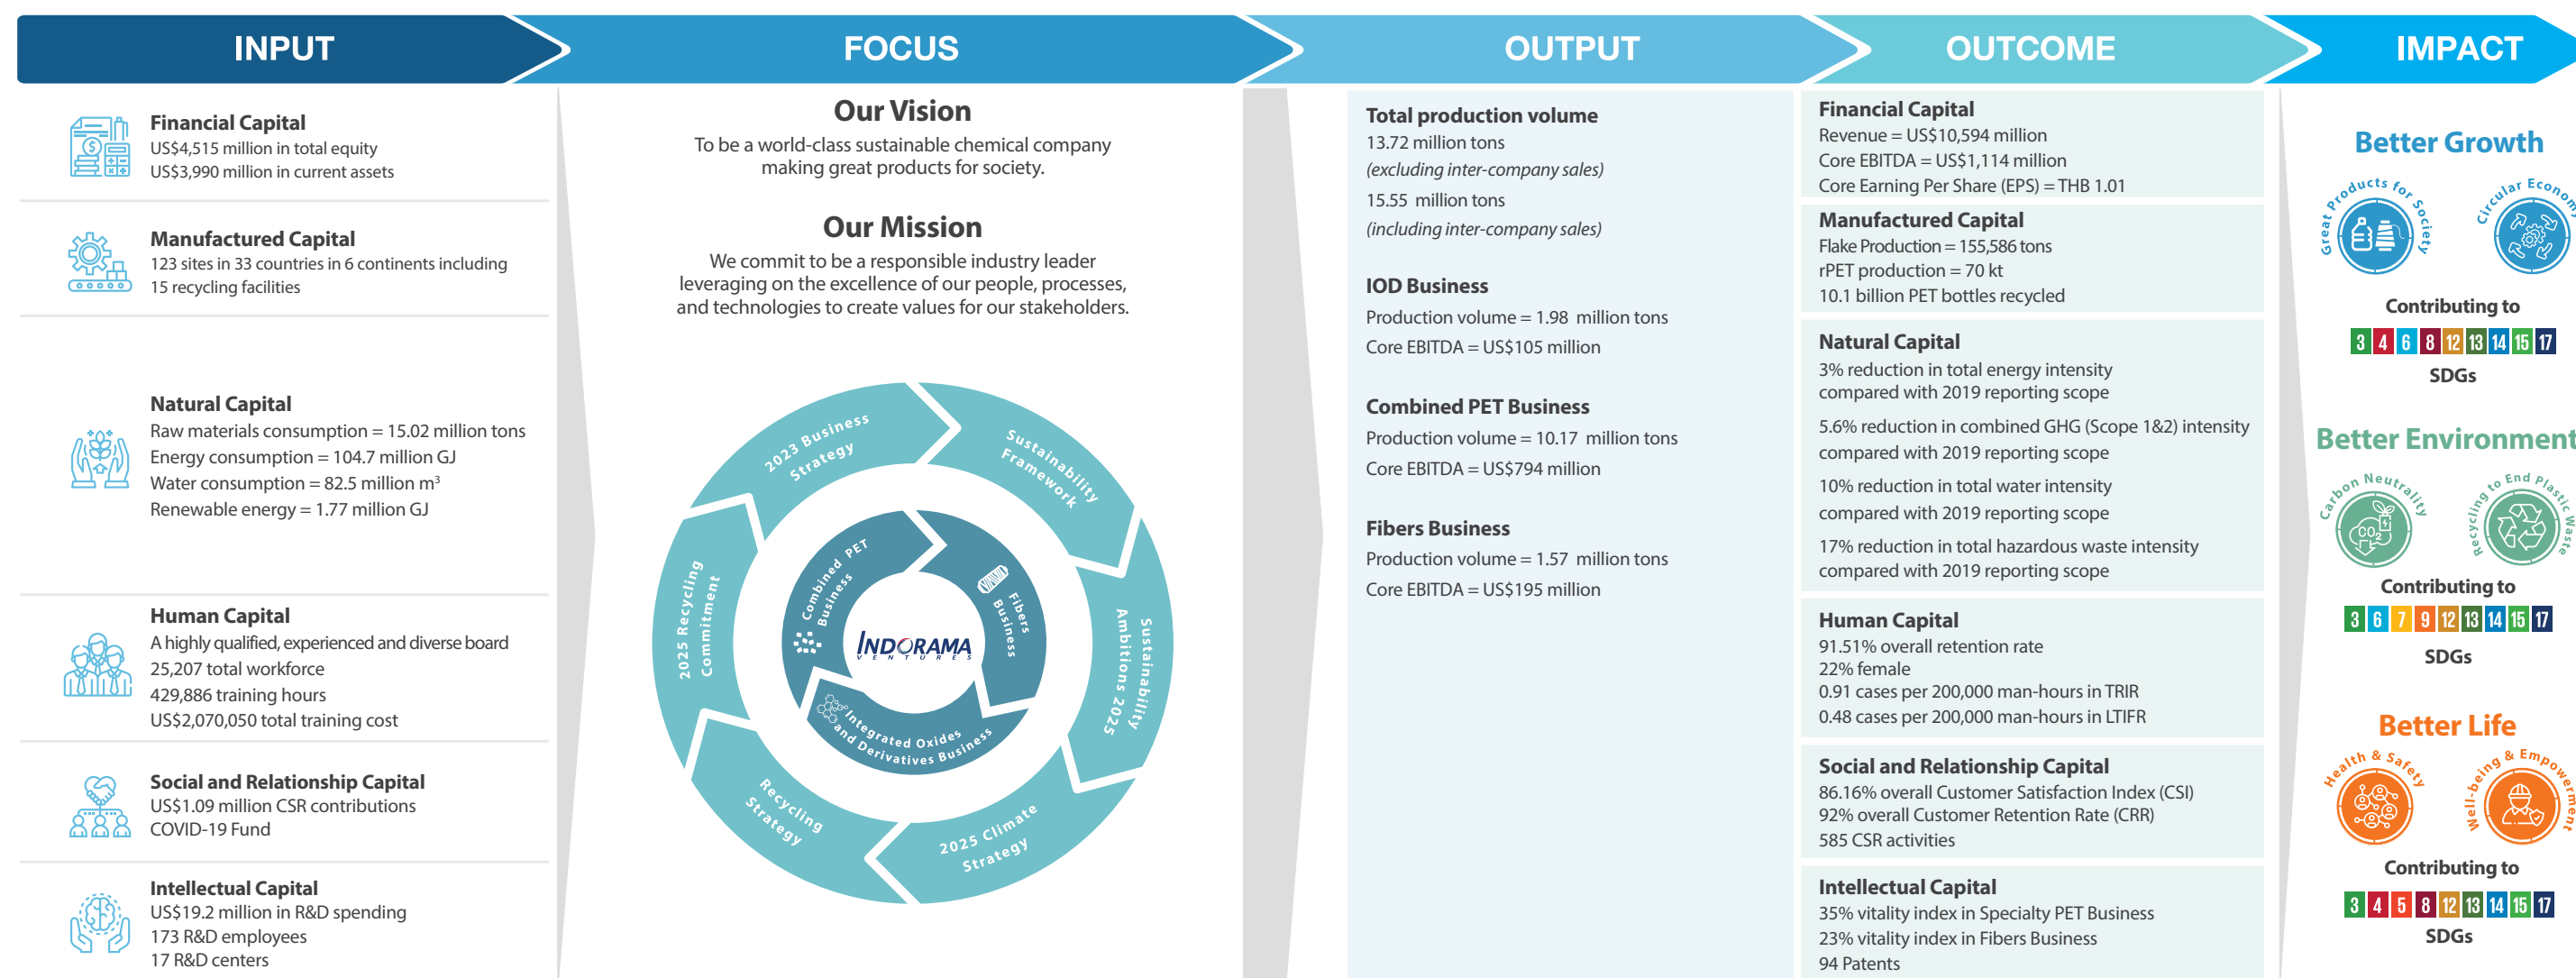 INPUT
FOCUS
OUTPUT
OUTCOME
IMPACT
Financial Capital
US$4,515 million in total equity
US$3,990 million in current assets
Manufactured Capital
123 sites in 33 countries in 6 continents including
15 recycling facilities
Natural Capital
Raw materials consumption = 15.02 million tons
Energy consumption = 104.7 million GJ
Water consumption = 82.5 million m³
Renewable energy = 1.77 million GJ
Human Capital
A highly qualified, experienced and diverse board
25,207 total workforce
429,886 training hours
US$2,070,050 total training cost
Social and Relationship Capital
US$1.09 million CSR contributions
COVID-19 Fund
Intellectual Capital
US$19.2 million in R&D spending
173 R&D employees
17 R&D centers
Our Vision
To be a world-class sustainable chemical company
making great products for society.
Our Mission
We commit to be a responsible industry leader
leveraging on the excellence of our people, processes,
and technologies to create values for our stakeholders.
2023 Business
Strategy
Sustainability
Framework
Sustainability
Ambitions 2025
2025 Climate
Strategy
Recycling
Strategy
2025 Recycling
Commitment
Combined PET
Business
Fibers
Business
Integrated Oxides
and Derivatives Business
INDORAMA
VENTURES
Total production volume
13.72 million tons
(excluding inter-company sales)
15.55 million tons
(including inter-company sales)
IOD Business
Production volume = 1.98 million tons
Core EBITDA = US$105 million
Combined PET Business
Production volume = 10.17 million tons
Core EBITDA = US$794 million
Fibers Business
Production volume = 1.57 million tons
Core EBITDA = US$195 million
Financial Capital
Revenue = US$10,594 million
Core EBITDA = US$1,114 million
Core Earning Per Share (EPS) = THB 1.01
Manufactured Capital
Flake Production = 155,586 tons
rPET production = 70 kt
10.1 billion PET bottles recycled
Natural Capital
3% reduction in total energy intensity
compared with 2019 reporting scope
5.6% reduction in combined GHG (Scope 1&2) intensity
compared with 2019 reporting scope
10% reduction in total water intensity
compared with 2019 reporting scope
17% reduction in total hazardous waste intensity
compared with 2019 reporting scope
Human Capital
91.51% overall retention rate
22% female
0.91 cases per 200,000 man-hours in TRIR
0.48 cases per 200,000 man-hours in LTIFR
Social and Relationship Capital
86.16% overall Customer Satisfaction Index (CSI)
92% overall Customer Retention Rate (CRR)
585 CSR activities
Intellectual Capital
35% vitality index in Specialty PET Business
23% vitality index in Fibers Business
94 Patents
Better Growth
Great Products for Society
Circular Economy
Contributing to
3 4 6 8 12 13 14 15 17
SDGs
Better Environment
Carbon Neutrality
CO2
Recycling to End Plastic Waste
Contributing to
3 6 7 9 12 13 14 15 17
SDGs
Better Life
Health & Safety
Well-being & Empowerment
Contributing to
3 4 5 8 12 13 14 15 17
SDGs